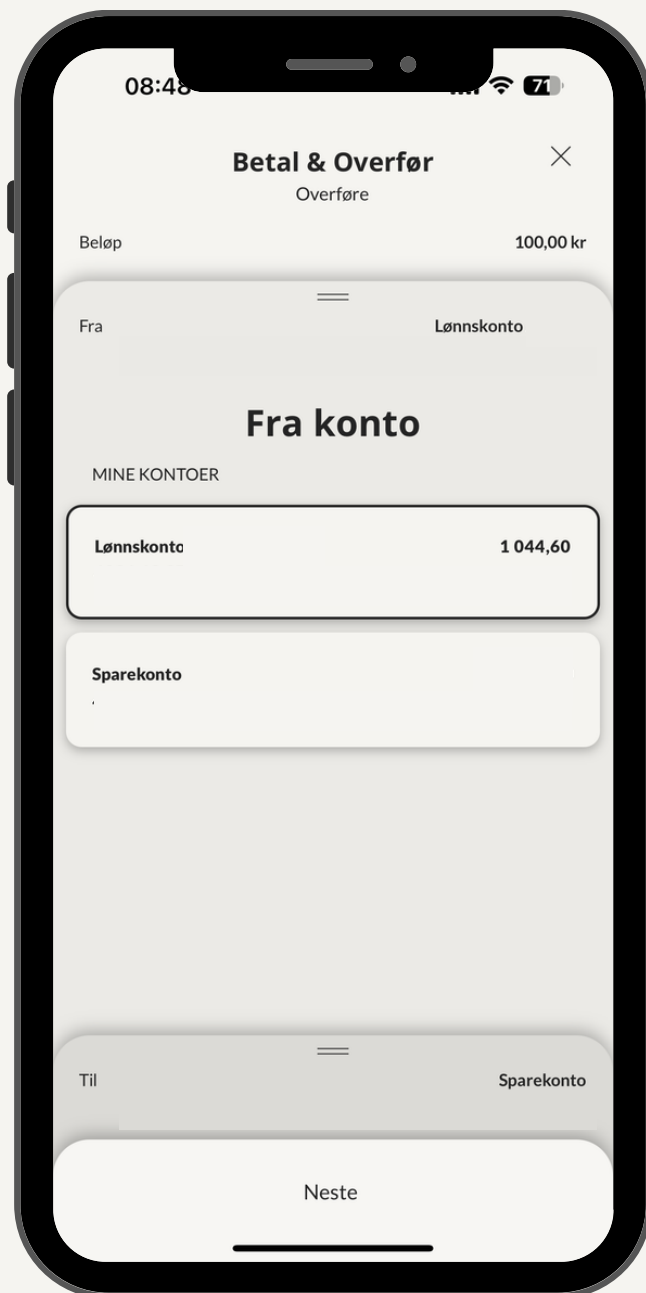 08:48
71
Betal & Overfør
Overføre
Beløp 100,00 kr
Fra Lønnskonto
Fra konto
MINE KONTOER
Lønnskonto 1 044,60
Sparekonto
Til Sparekonto
Neste